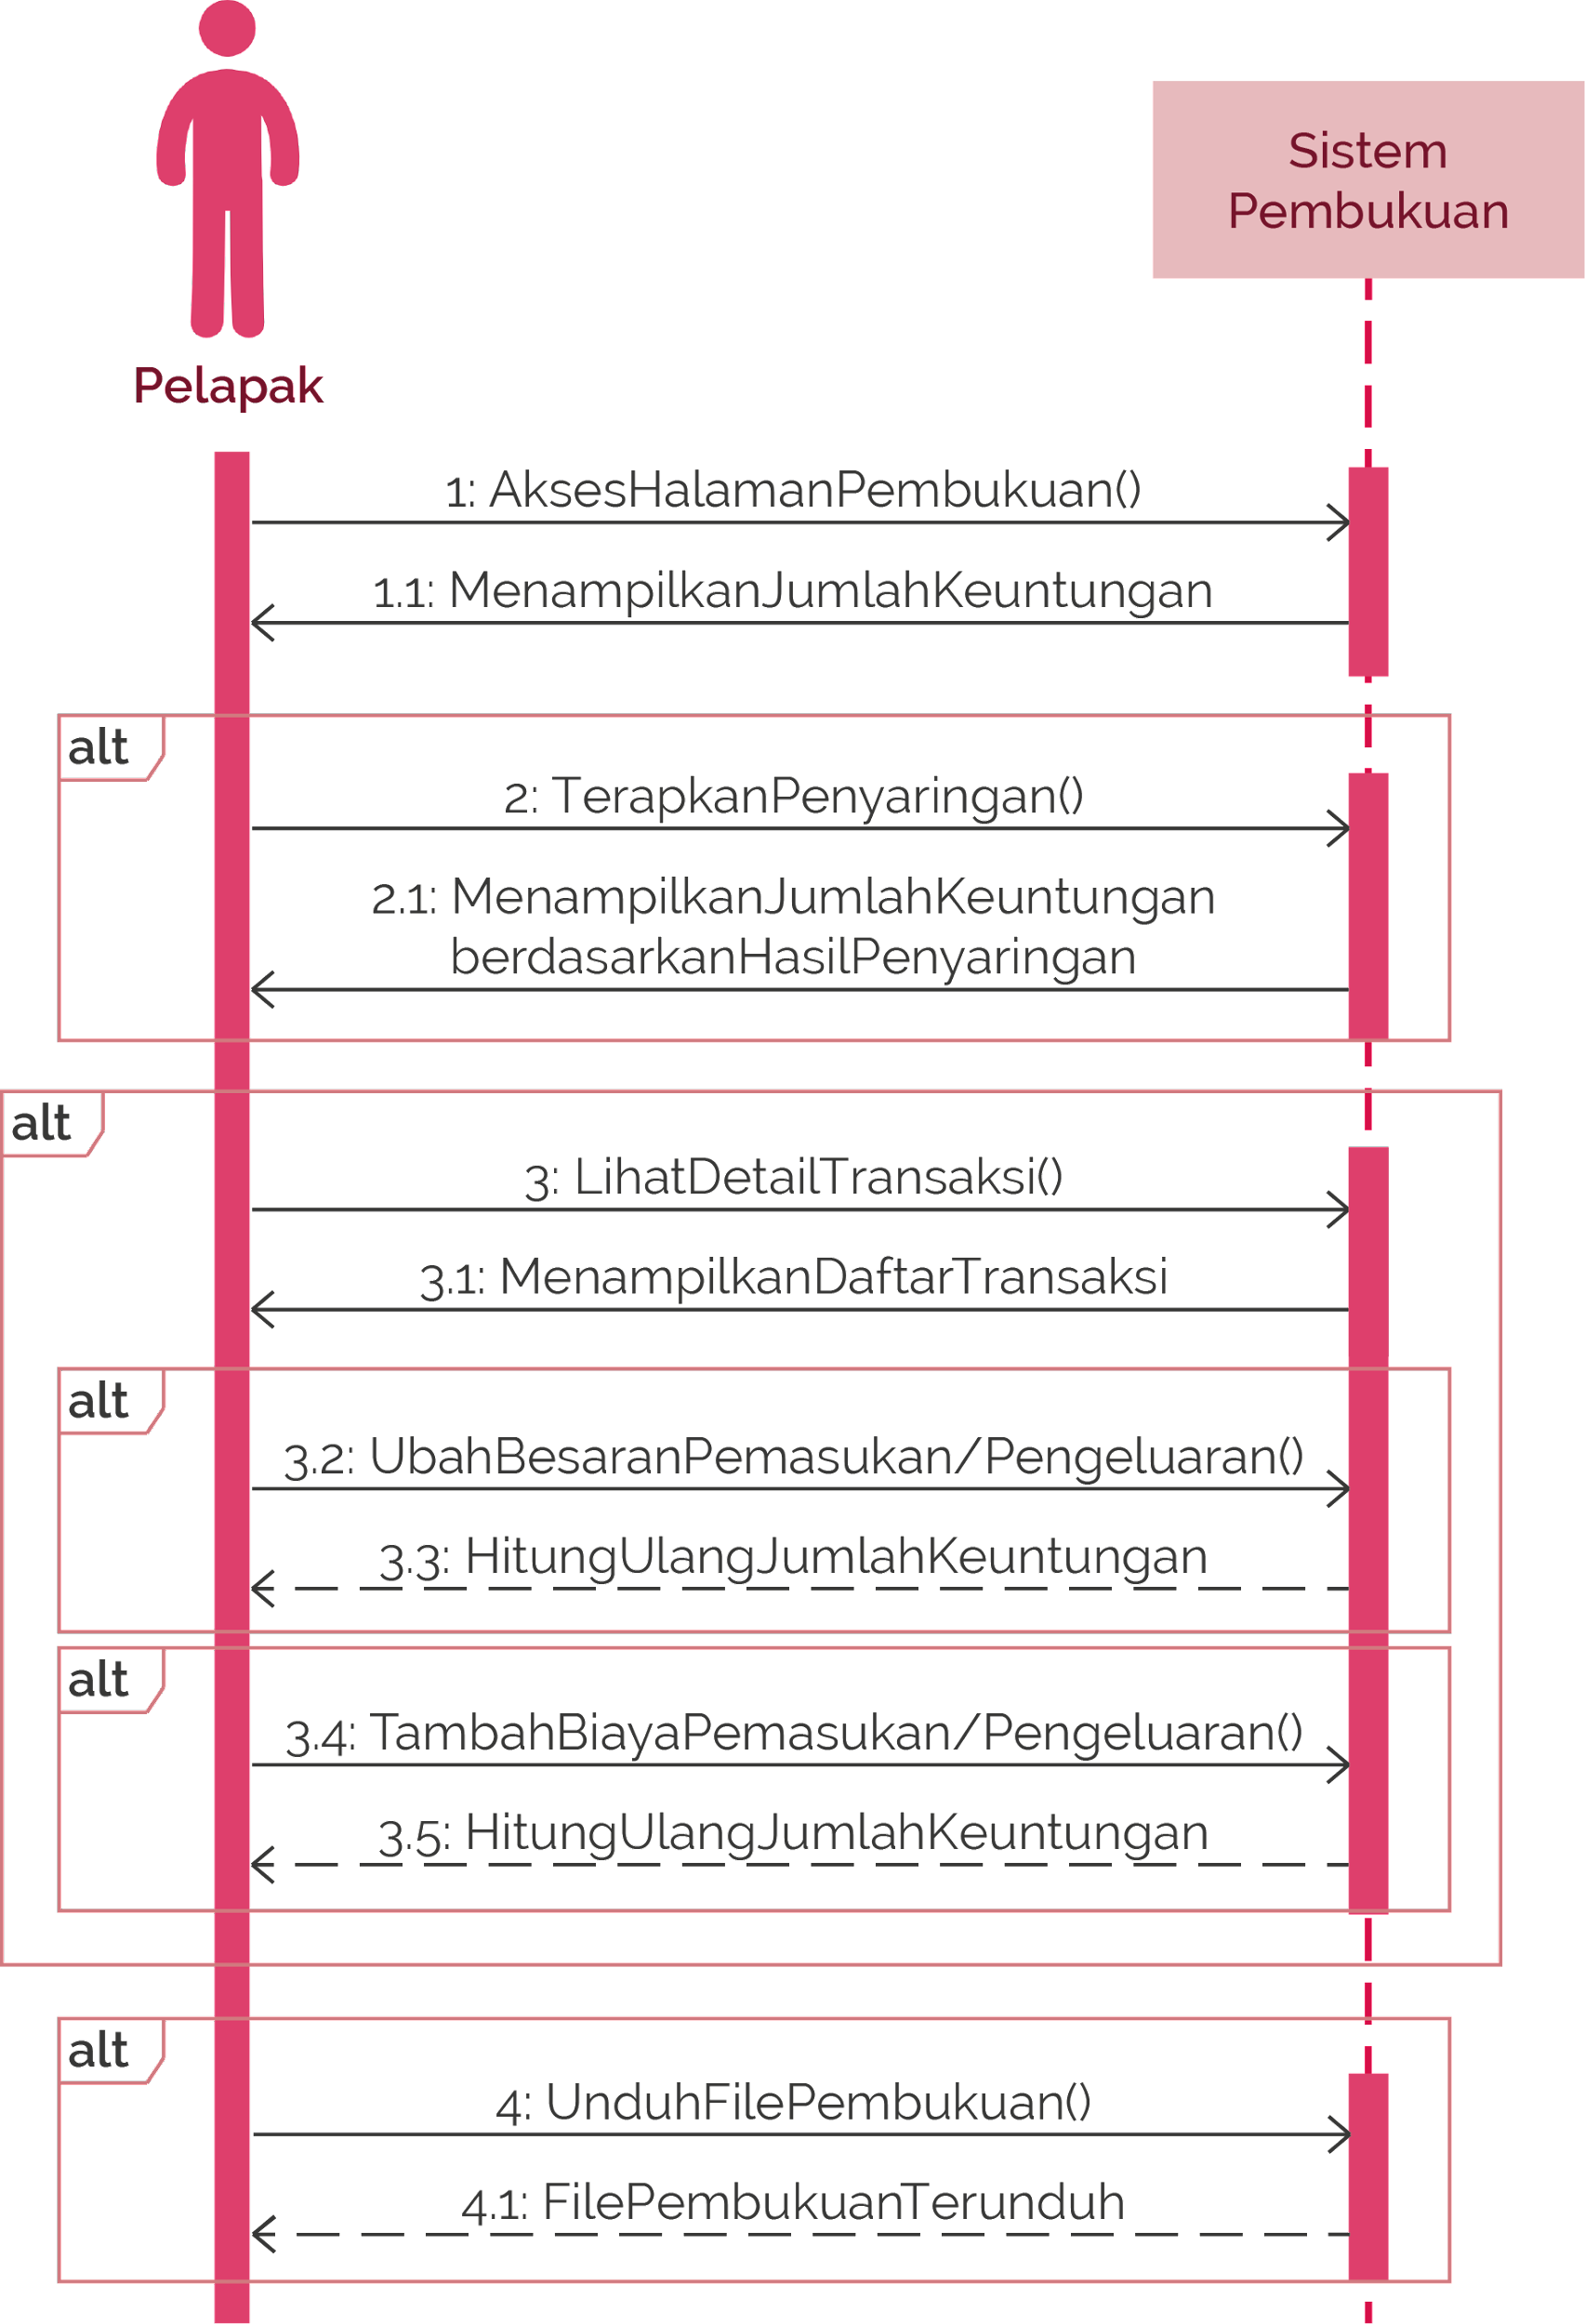 Sistem
Pembukuan
Pelapak
1: AksesHalamanPembukuan()
1.1: MenampilkanJumlahKeuntungan
alt
2: TerapkanPenyaringan()
2.1: MenampilkanJumlahKeuntungan
berdasarkanHasilPenyaringan
alt
3: LihatDetailTransaksi()
3.1: MenampilkanDaftarTransaksi
alt
3.2: UbahBesaranPemasukan/Pengeluaran()
3.3: HitungUlangJumlahKeuntungan
alt
3.4: TambahBiayaPemasukan/Pengeluaran()
3.5: HitungUlangJumlahKeuntungan
alt
4: UnduhFilePembukuan()
4.1: FilePembukuanTerunduh